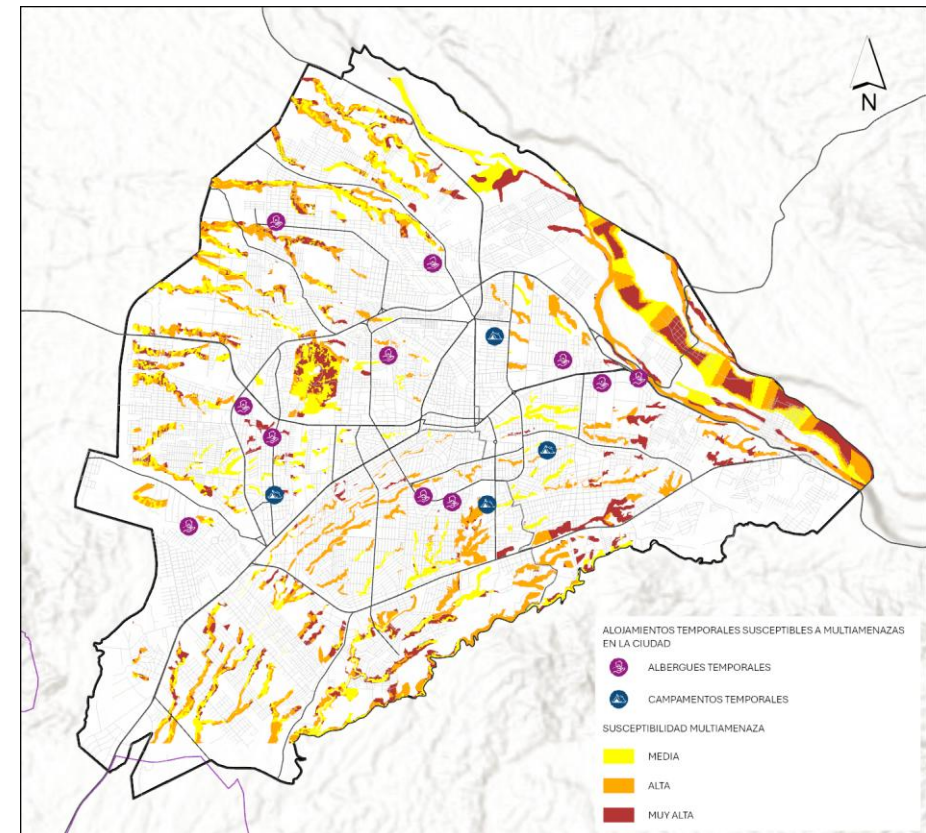 N
ALOJAMIENTOS TEMPORALES SUSCEPTIBLES A MULTIAMENAZAS
EN LA CIUDAD
ALBERGUES TEMPORALES
CAMPAMENTOS TEMPORALES
SUSCEPTIBILIDAD MULTIAMENAZA
MEDIA
ALTA
MUY ALTA